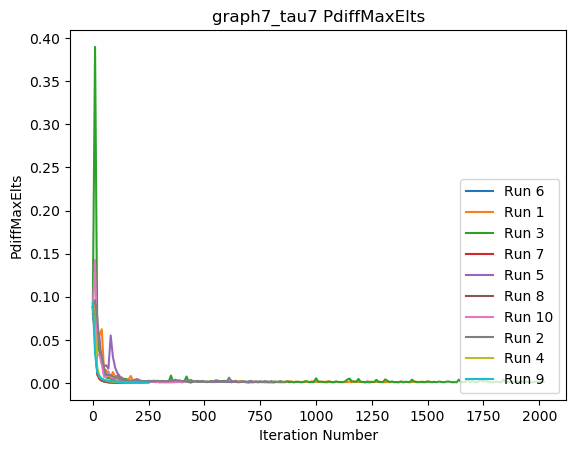 graph7_tau7 PdiffMaxElts
0.40
0.35
0.30
0.25
0.20
0.15
0.10
0.05
0.00
PdiffMaxElts
Run 6
Run 1
Run 3
Run 7
Run 5
Run 8
Run 10
Run 2
Run 4
Run 9
0 250 500 750 1000 1250 1500 1750 2000
Iteration Number